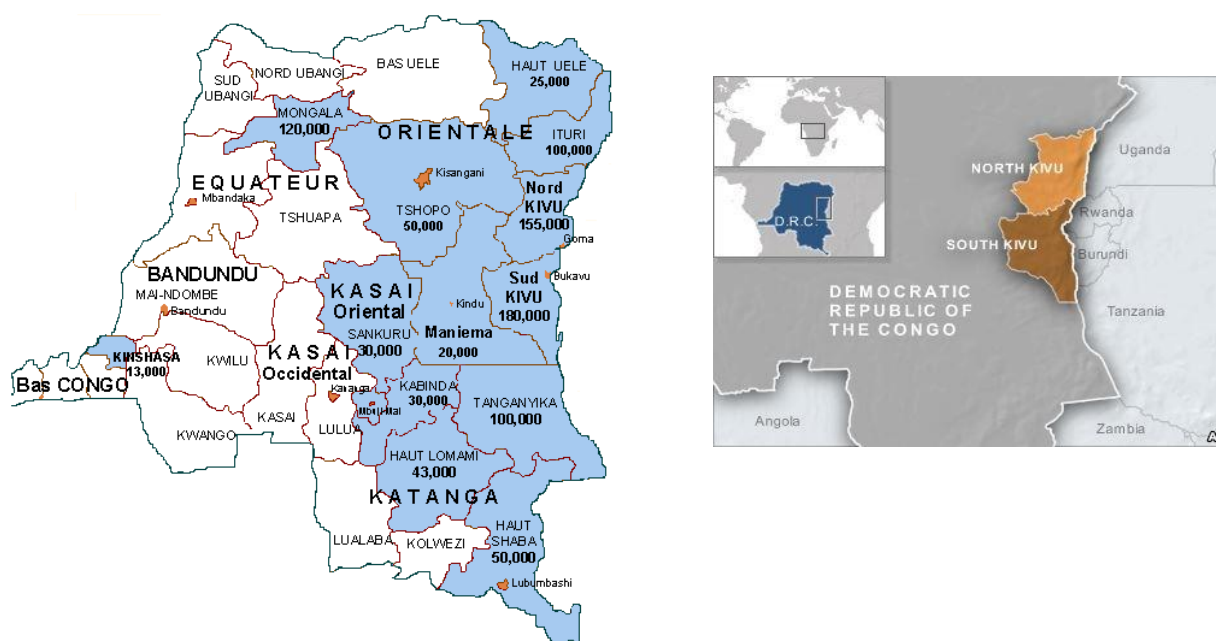 BAS UELE
HAUT UELE
25,000
NORD UBANGI
SUD
UBANGI
MONGALA
120,000
ORIENTALE
ITURI
100,000
Kisangani
EQUATEUR
Mbandaka
Nord
KIVU
155,000
TSHUAPA
TSHOPO
50,000
Goma
BANDUNDU
Sud
KIVU
180,000
Bukavu
MAI-NDOMBE
Bandundu
KASAI
Oriental
Kindu
SANKURU
30,000
Maniema
20,000
KINSHASA
13,000
KWILU
KASAI
Occidental
Bas CONGO
Kananga
KABINDA
30,000
TANGANYIKA
100,000
KASAI
LULUA
KWANGO
HAUT LOMAMI
43,000
KATANGA
HAUT
SHABA
50,000
LUALABA
KOLWEZI
Lubumbashi
D.R.C.
NORTH KIVU
Uganda
Rwanda
SOUTH KIVU
Burundi
DEMOCRATIC
REPUBLIC OF
THE CONGO
Tanzania
Angola
Zambia